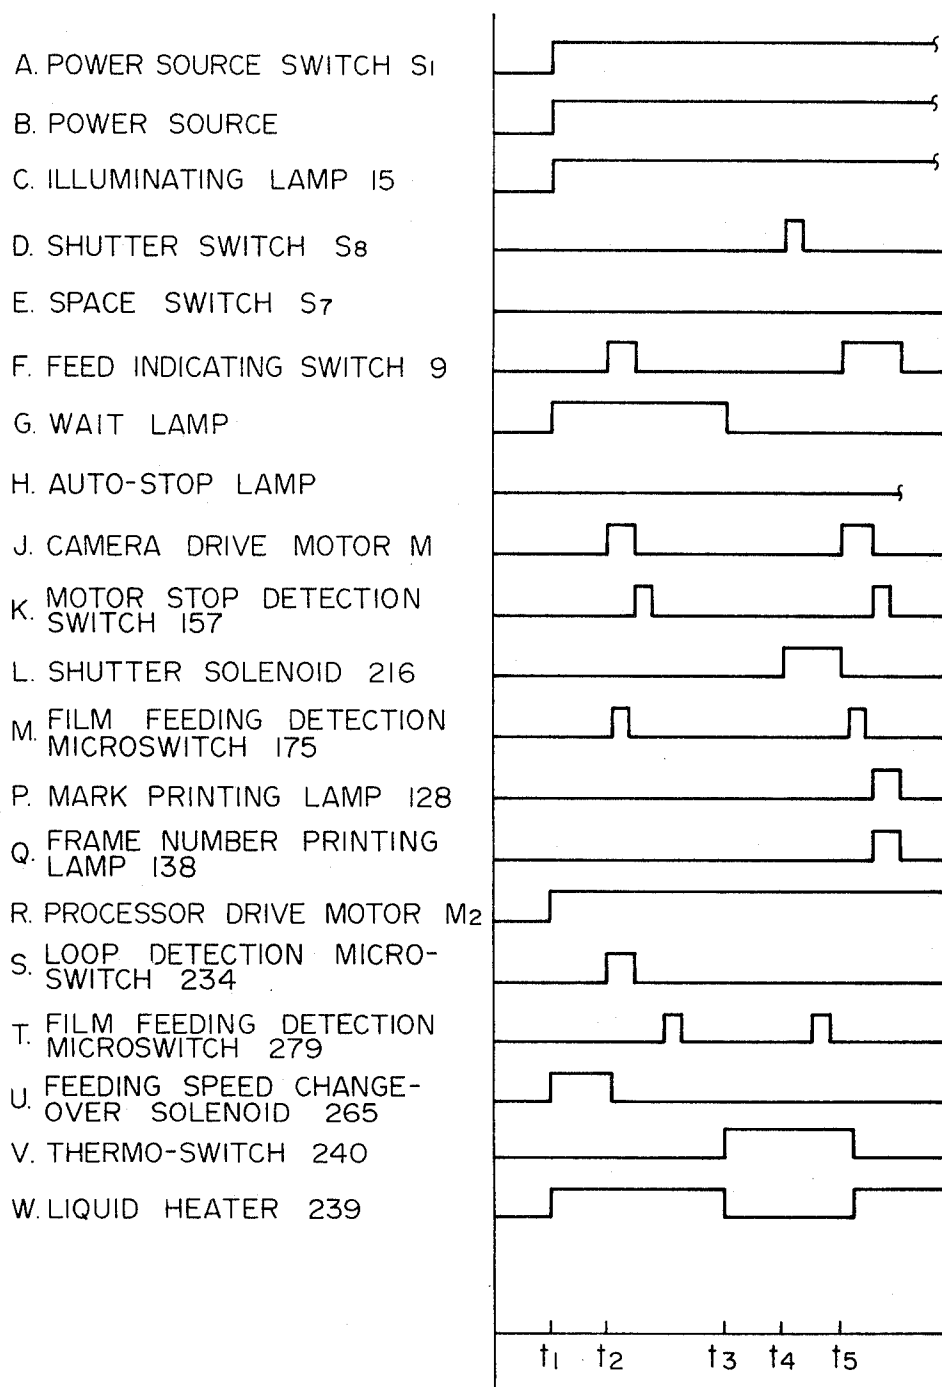 A. POWER SOURCE SWITCH S1
B. POWER SOURCE
C. ILLUMINATING LAMP 15
D. SHUTTER SWITCH S8
E. SPACE SWITCH S7
F. FEED INDICATING SWITCH 9
G. WAIT LAMP
H. AUTO-STOP LAMP
J. CAMERA DRIVE MOTOR M
K. MOTOR STOP DETECTION
SWITCH 157
L. SHUTTER SOLENOID 216
M. FILM FEEDING DETECTION
MICROSWITCH 175
P. MARK PRINTING LAMP 128
Q. FRAME NUMBER PRINTING
LAMP 138
R. PROCESSOR DRIVE MOTOR M2
S. LOOP DETECTION MICRO-
SWITCH 234
T. FILM FEEDING DETECTION
MICROSWITCH 279
U. FEEDING SPEED CHANGE-
OVER SOLENOID 265
V. THERMO-SWITCH 240
W. LIQUID HEATER 239
t1 t2 t3 t4 t5